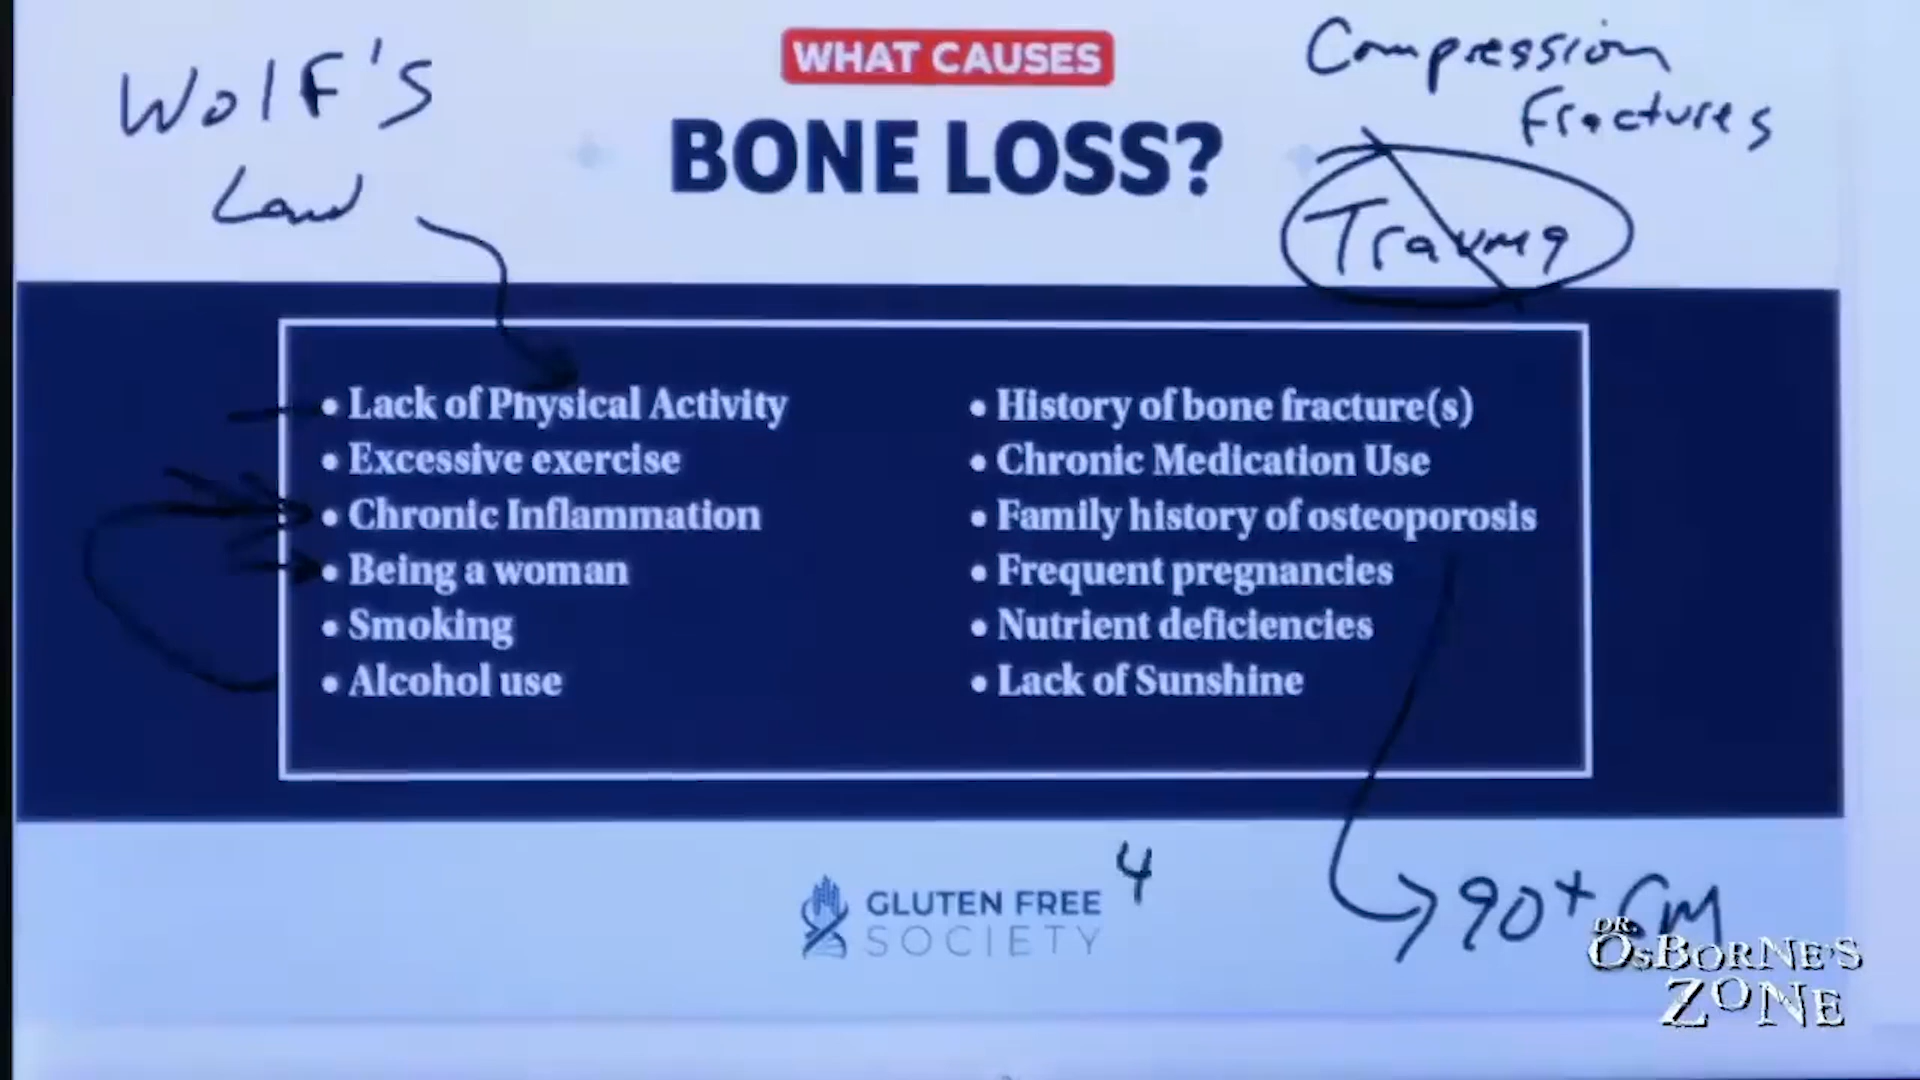 Wolf's
Law
WHAT CAUSES
BONE LOSS?
Compression
Fractures
Trauma
• Lack of Physical Activity
• Excessive exercise
• Chronic Inflammation
• Being a woman
• Smoking
• Alcohol use
• History of bone fracture(s)
• Chronic Medication Use
• Family history of osteoporosis
• Frequent pregnancies
• Nutrient deficiencies
• Lack of Sunshine
GLUTEN FREE
SOCIETY
4
90+
DR.
OSBORNE'S
ZONE